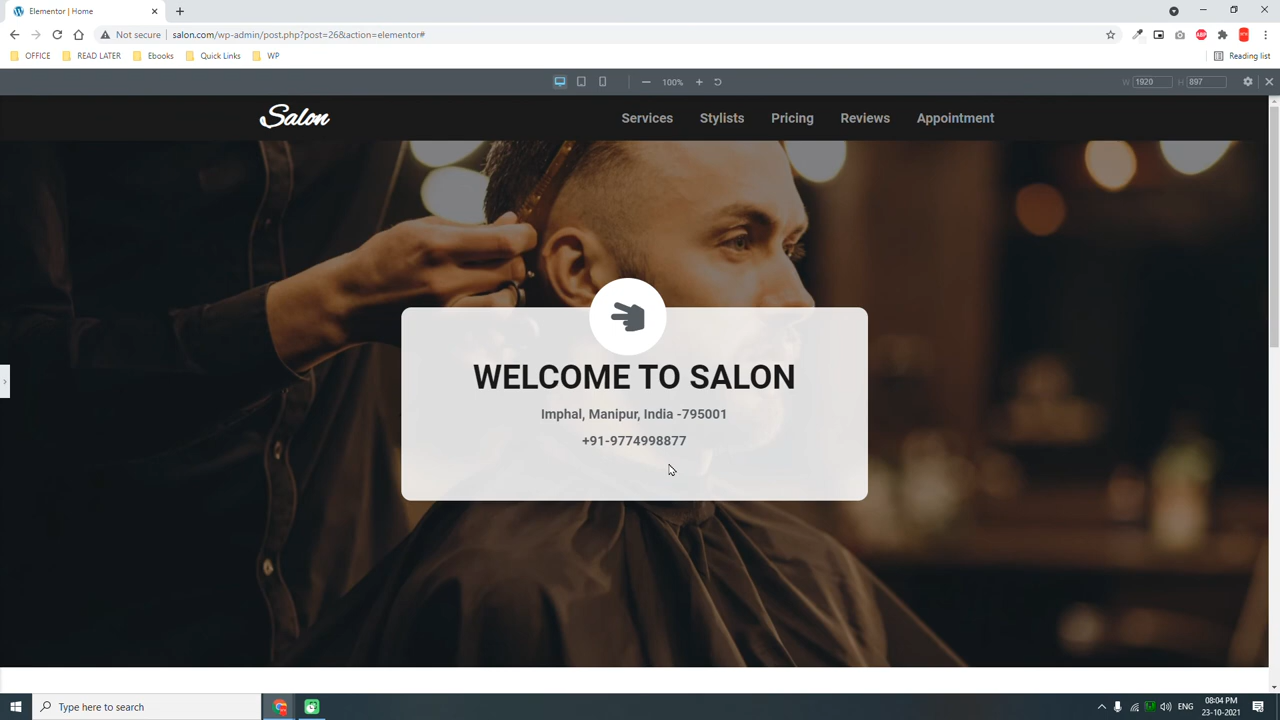 Elementor | Home
Not secure | salon.com/wp-admin/post.php?post=26&action=elementor#
OFFICE READ LATER Ebooks Quick Links WP Reading list
100% W 1920 H 897
Salon Services Stylists Pricing Reviews Appointment
WELCOME TO SALON
Imphal, Manipur, India -795001
+91-9774998877
Type here to search
ENG
08:04 PM
23-10-2021